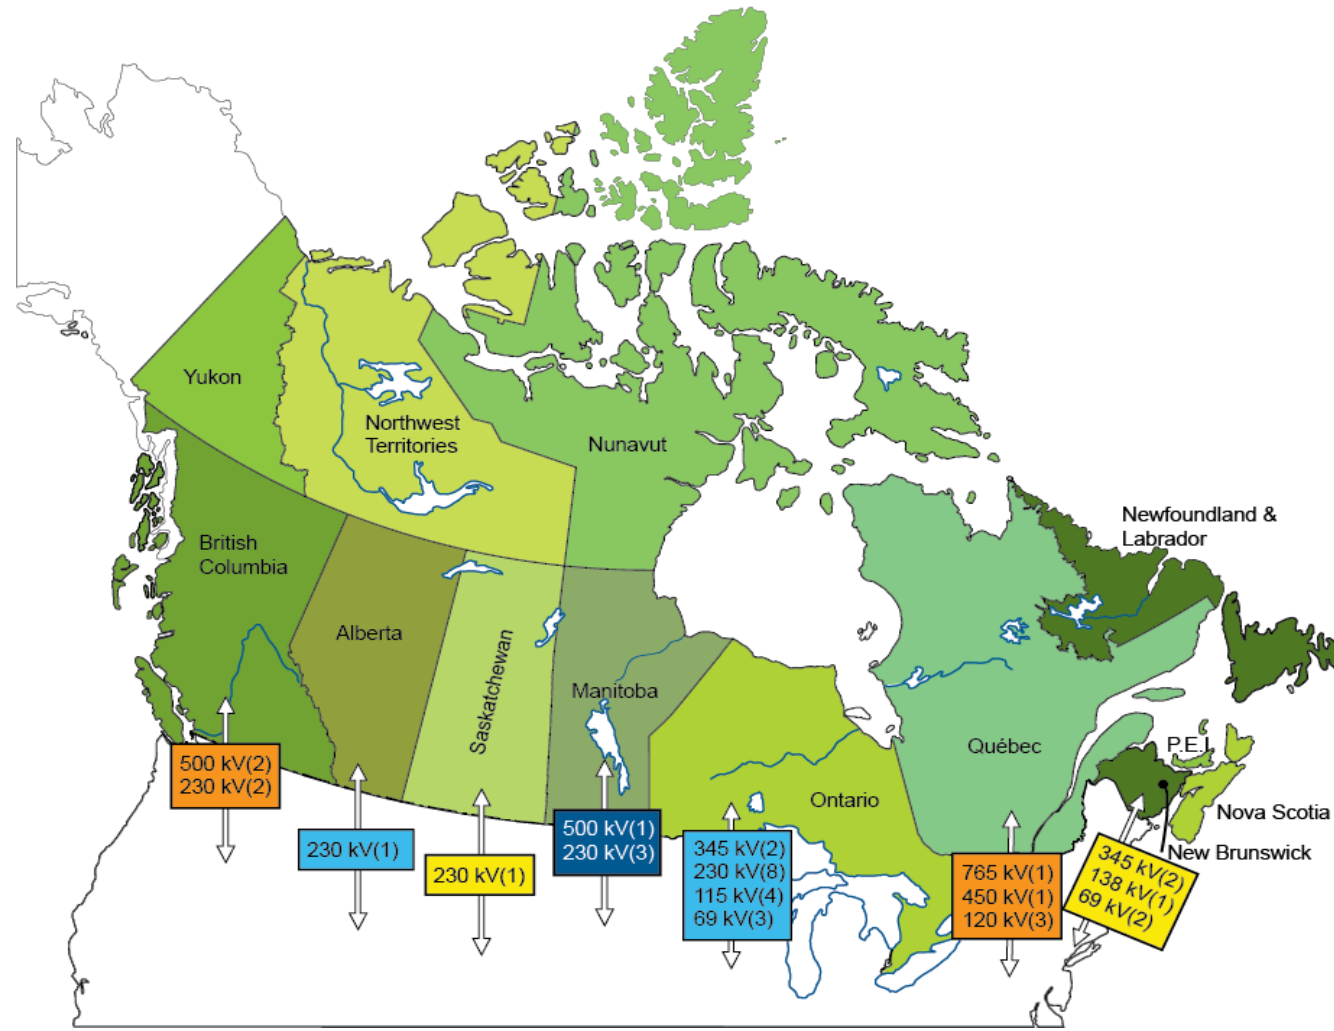 Yukon
Northwest
Territories
Nunavut
Newfoundland &
Labrador
British
Columbia
Alberta
Saskatchewan
Manitoba
Québec
Ontario
P.E.I.
Nova Scotia
New Brunswick
500 kV(2)
230 kV(2)
230 kV(1)
230 kV(1)
500 kV(1)
230 kV(3)
345 kV(2)
230 kV(8)
115 kV(4)
69 kV(3)
765 kV(1)
450 kV(1)
120 kV(3)
345 kV(2)
138 kV(1)
69 kV(2)